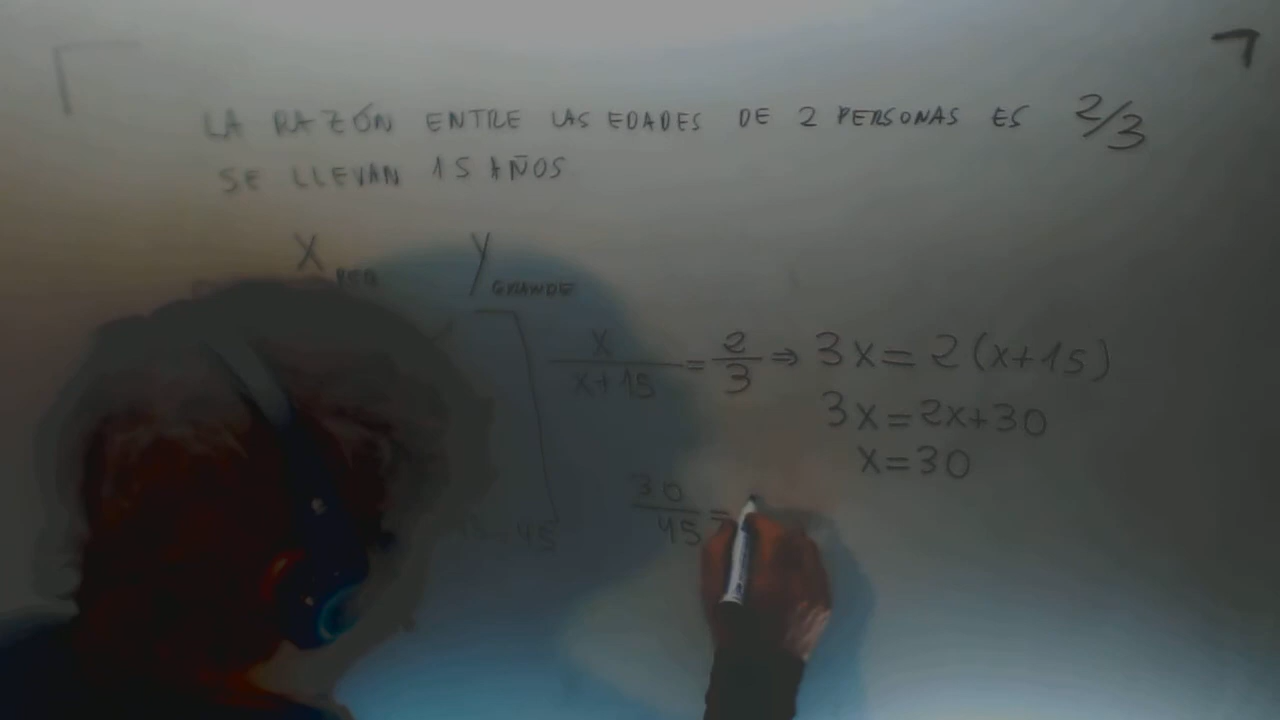 LA RAZÓN ENTRE LAS EDADES DE 2 PERSONAS ES 2/3
SE LLEVAN 15 AÑOS
X Y
GRANDE
x/(x+15) = 2/3 ⇒ 3x = 2(x+15)
3x = 2x+30
x = 30
30/45 =
45